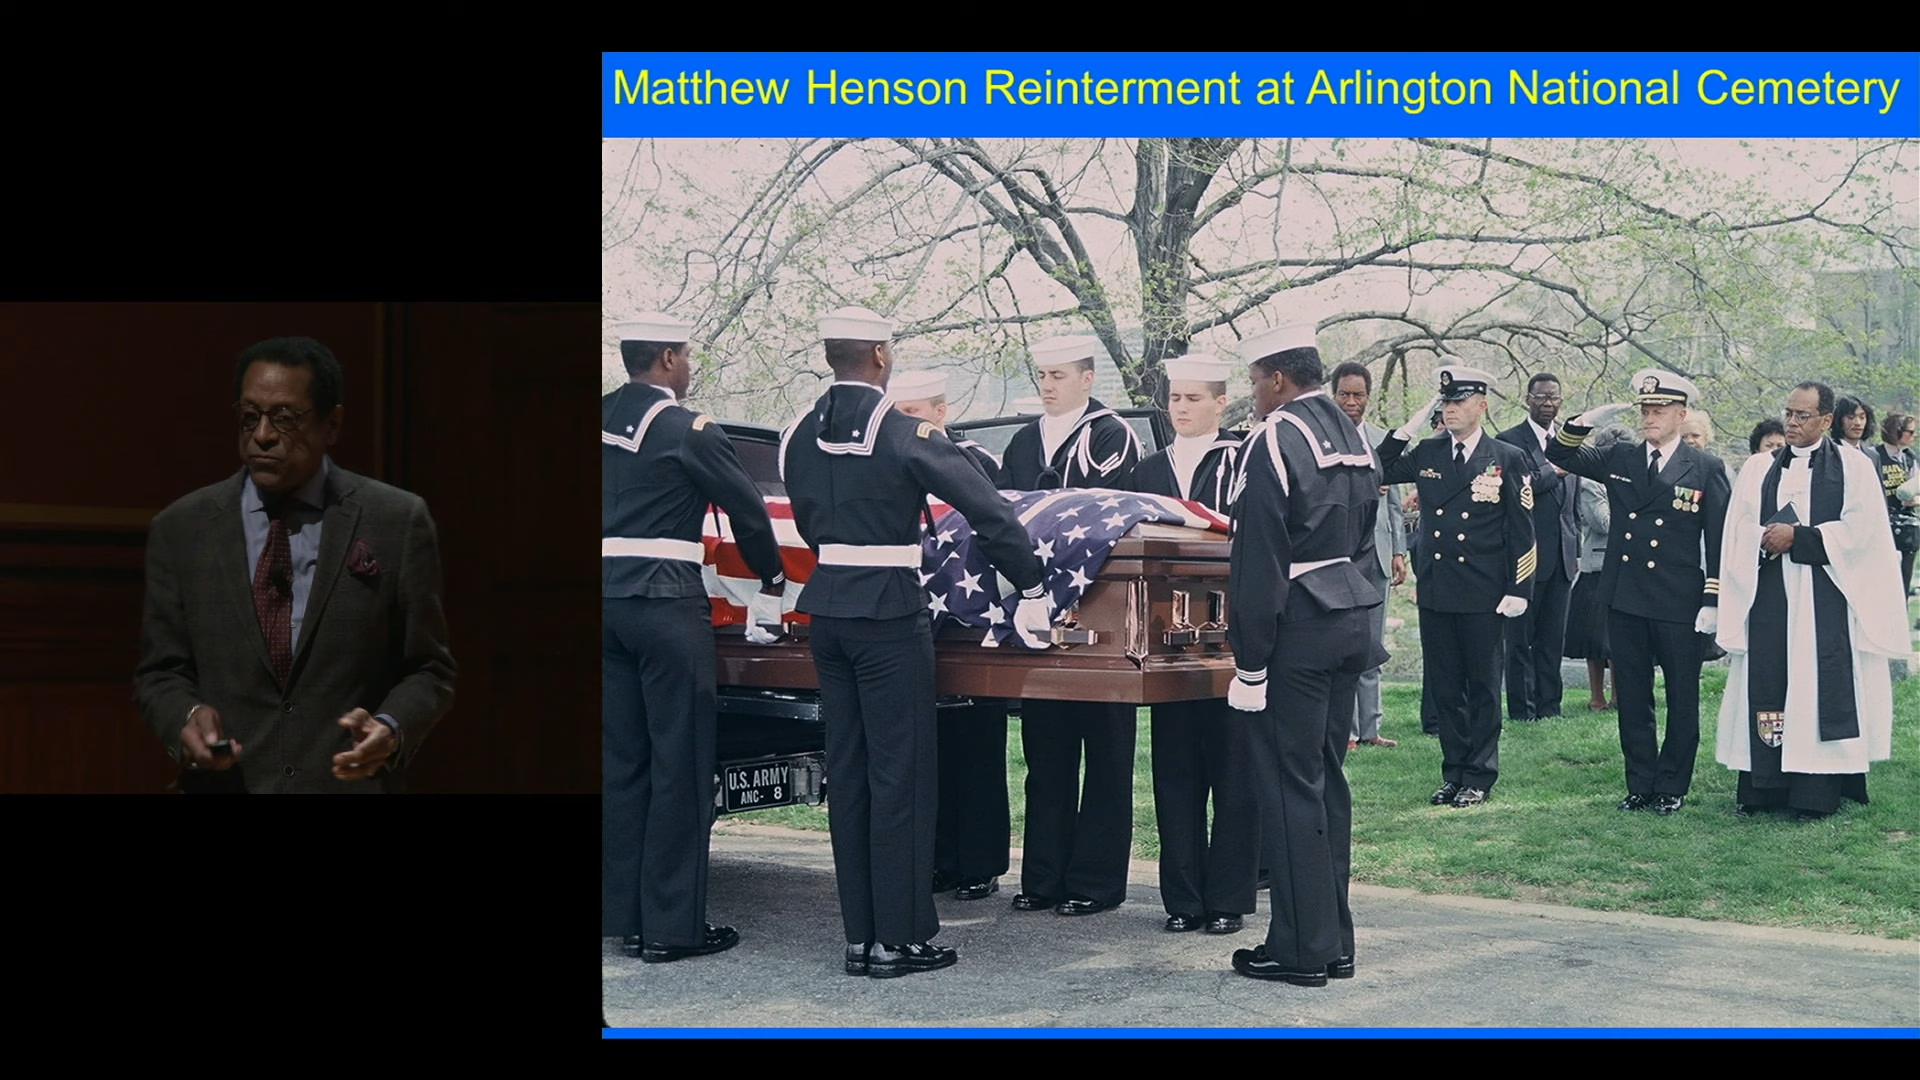 Matthew Henson Reinterment at Arlington National Cemetery
U.S. ARMY
ANC- 8